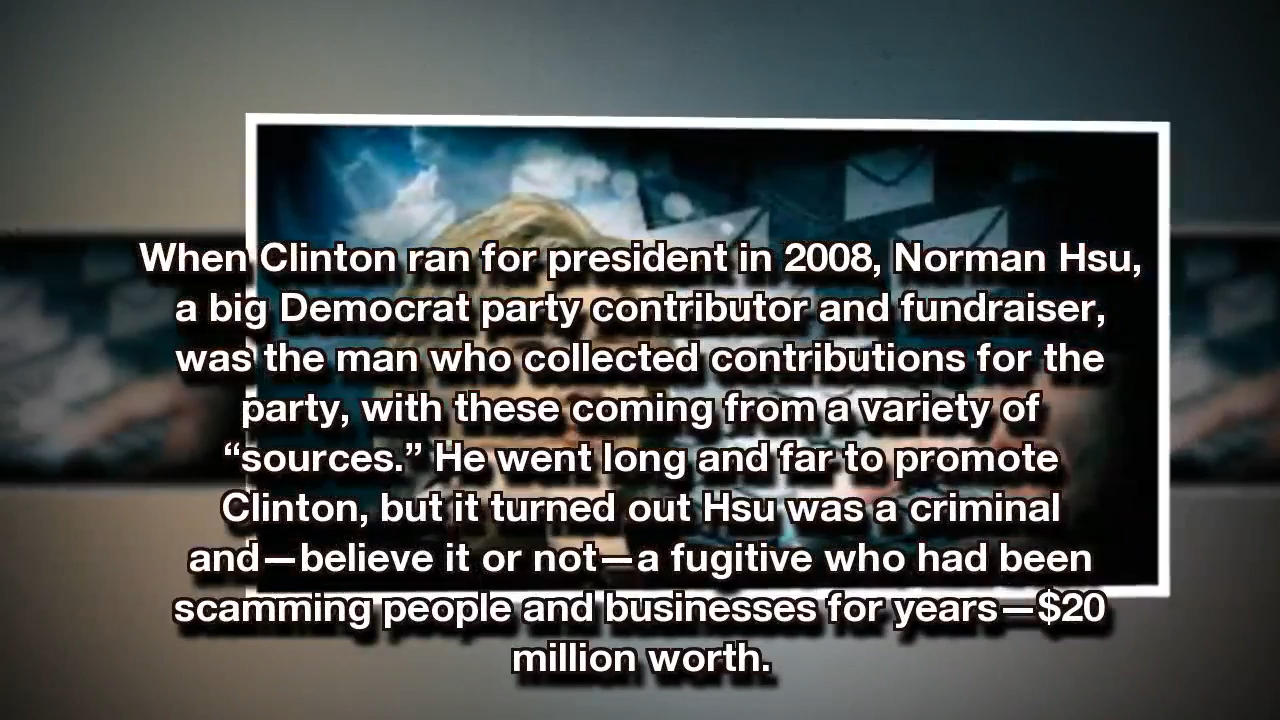 When Clinton ran for president in 2008, Norman Hsu,
a big Democrat party contributor and fundraiser,
was the man who collected contributions for the
party, with these coming from a variety of
“sources.” He went long and far to promote
Clinton, but it turned out Hsu was a criminal
and—believe it or not—a fugitive who had been
scamming people and businesses for years—$20
million worth.